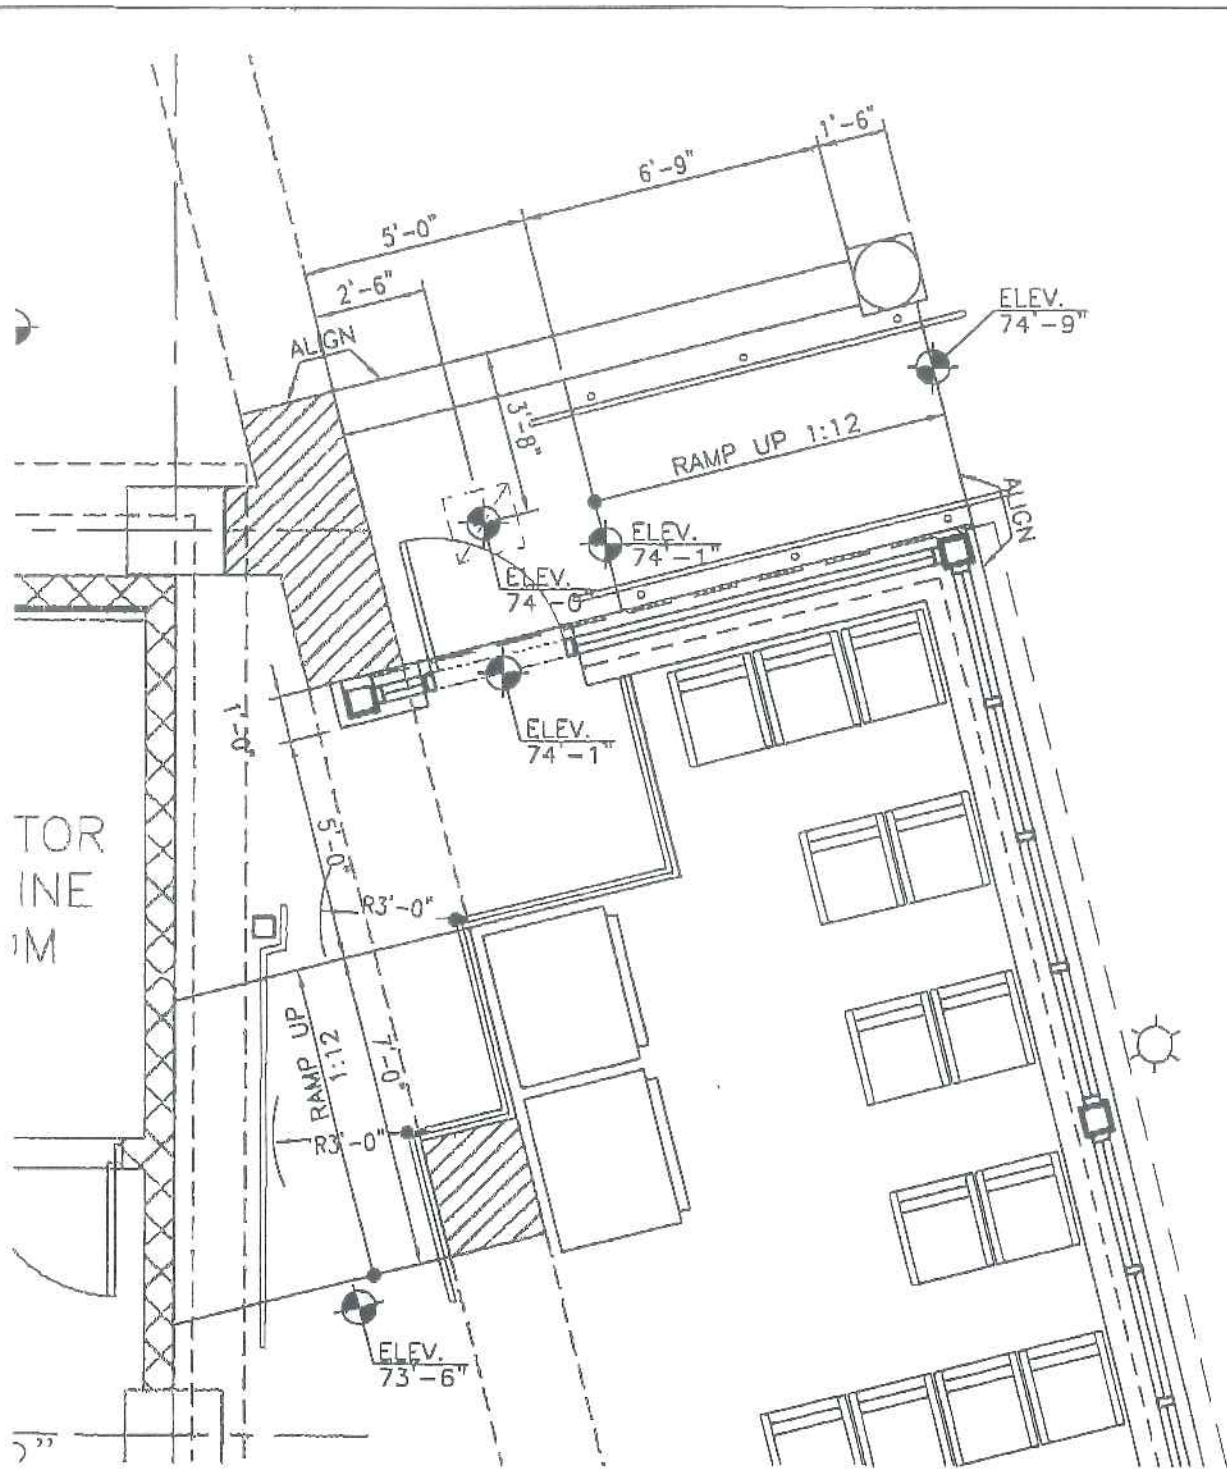 1'-6"
6'-9"
5'-0"
2'-6"
ALIGN
ELEV.
74'-9"
3'-8"
RAMP UP 1:12
ALIGN
ELEV.
74'-1"
ELEV.
74'-0"
ELEV.
74'-1"
1'-0"
5'-0"
TOR
INE
M
R3'-0"
RAMP UP
1:12
7'-0"
R3'-0"
ELEV.
73'-6"
"